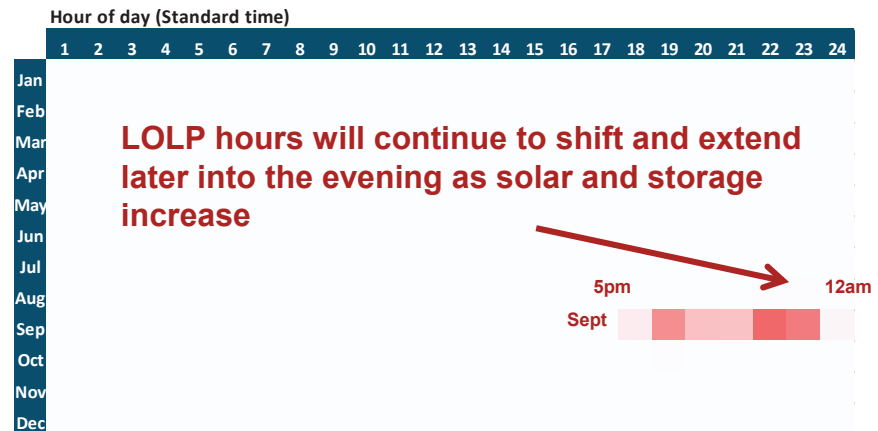 Hour of day (Standard time)
1 2 3 4 5 6 7 8 9 10 11 12 13 14 15 16 17 18 19 20 21 22 23 24
Jan
Feb
Mar
LOLP hours will continue to shift and extend
Apr
later into the evening as solar and storage
May
increase
Jun
Jul
5pm 12am
Aug
Sept
Sep
Oct
Nov
Dec